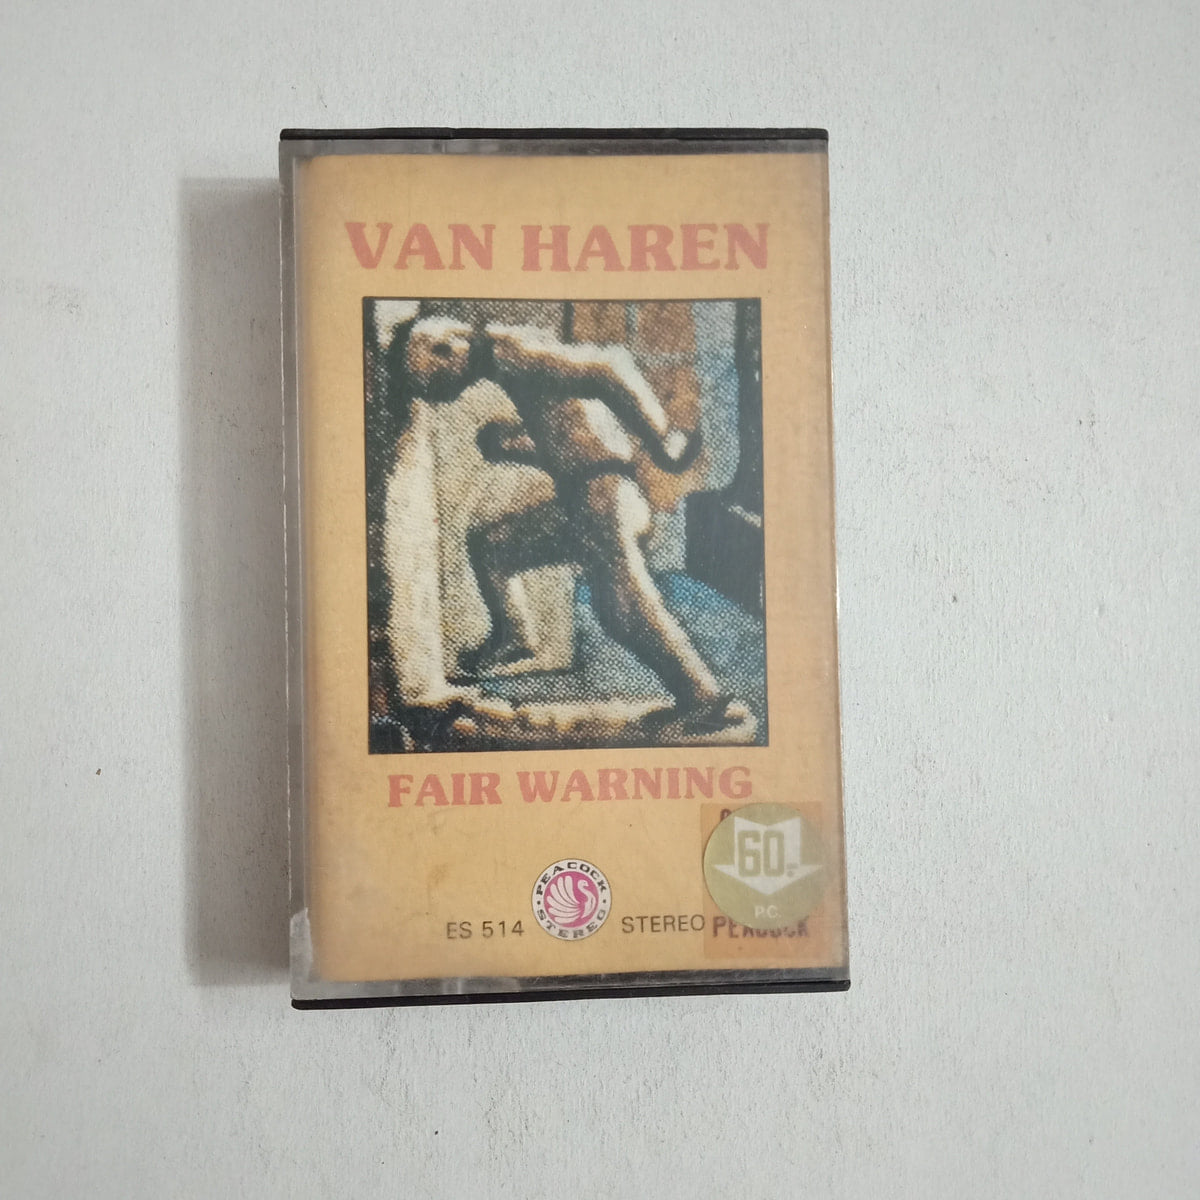 VAN HAREN
FAIR WARNING
60.-
P.C.
PEACOCK
STEREO
ES 514
STEREO
PEACOCK